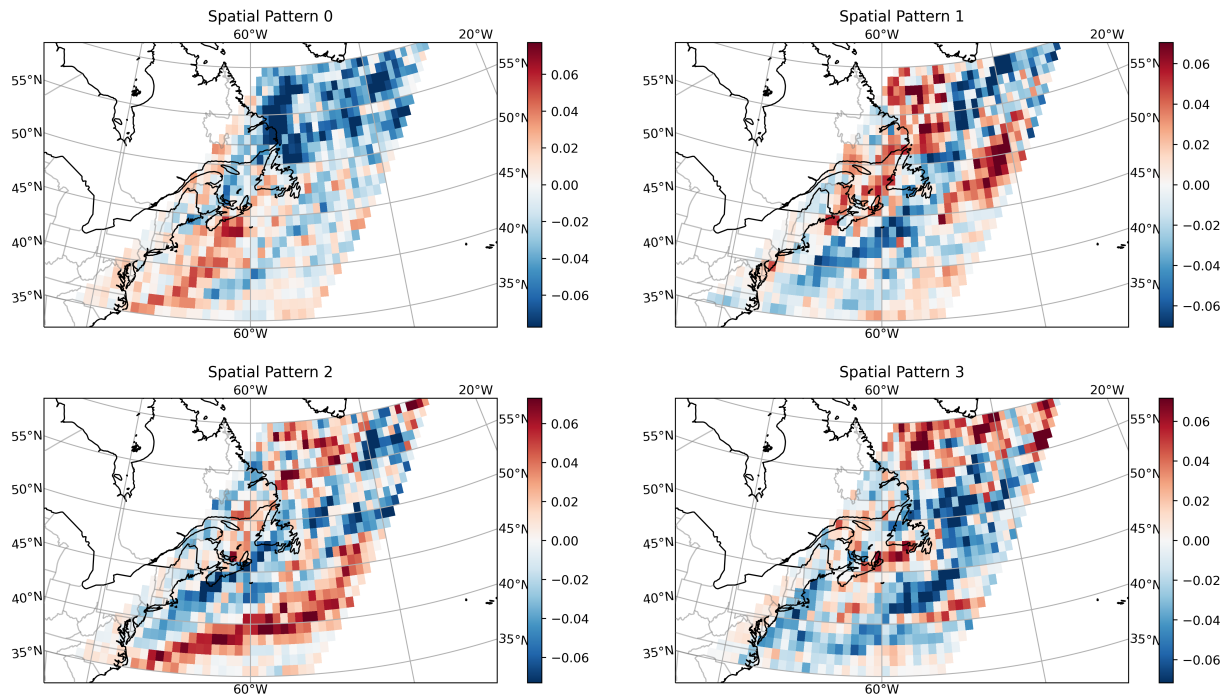 Spatial Pattern 0
60°W 20°W
55°N 55°N
50°N 50°N
45°N 45°N
40°N 40°N
35°N 35°N
60°W
0.06
0.04
0.02
0.00
−0.02
−0.04
−0.06
Spatial Pattern 1
60°W 20°W
55°N 55°N
50°N 50°N
45°N 45°N
40°N 40°N
35°N 35°N
60°W
0.06
0.04
0.02
0.00
−0.02
−0.04
−0.06
Spatial Pattern 2
60°W 20°W
55°N 55°N
50°N 50°N
45°N 45°N
40°N 40°N
35°N 35°N
60°W
0.06
0.04
0.02
0.00
−0.02
−0.04
−0.06
Spatial Pattern 3
60°W 20°W
55°N 55°N
50°N 50°N
45°N 45°N
40°N 40°N
35°N 35°N
60°W
0.06
0.04
0.02
0.00
−0.02
−0.04
−0.06